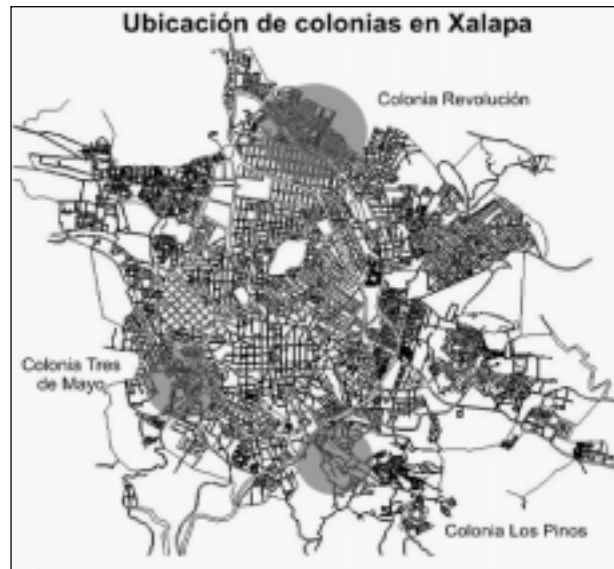 Ubicación de colonias en Xalapa
Colonia Revolución
Colonia Tres
de Mayo
Colonia Los Pinos